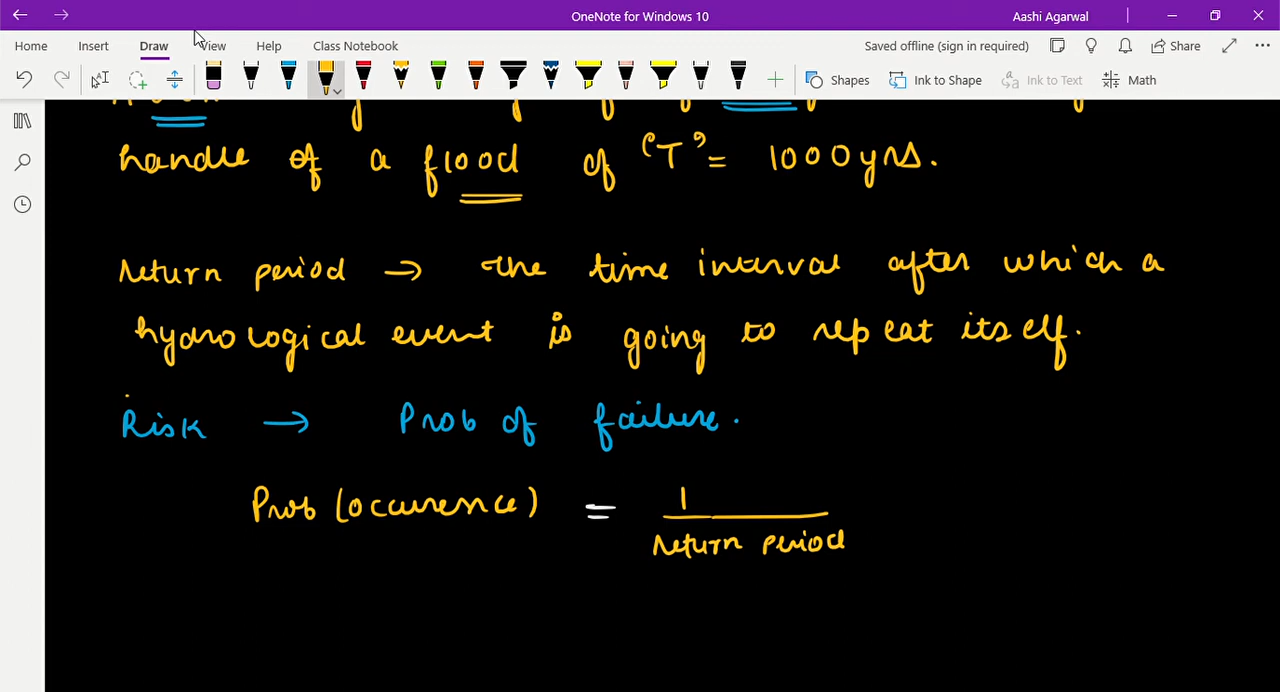 OneNote for Windows 10
Aashi Agarwal
Home Insert Draw View Help Class Notebook
Saved offline (sign in required) Share
Shapes Ink to Shape Ink to Text Math
handle of a flood of 'T' = 1000 yrs.
Return period → the time interval after which a
hydrological event is going to repeat itself.
Risk → Prob of failure.
Prob (occurence) = 1
return period